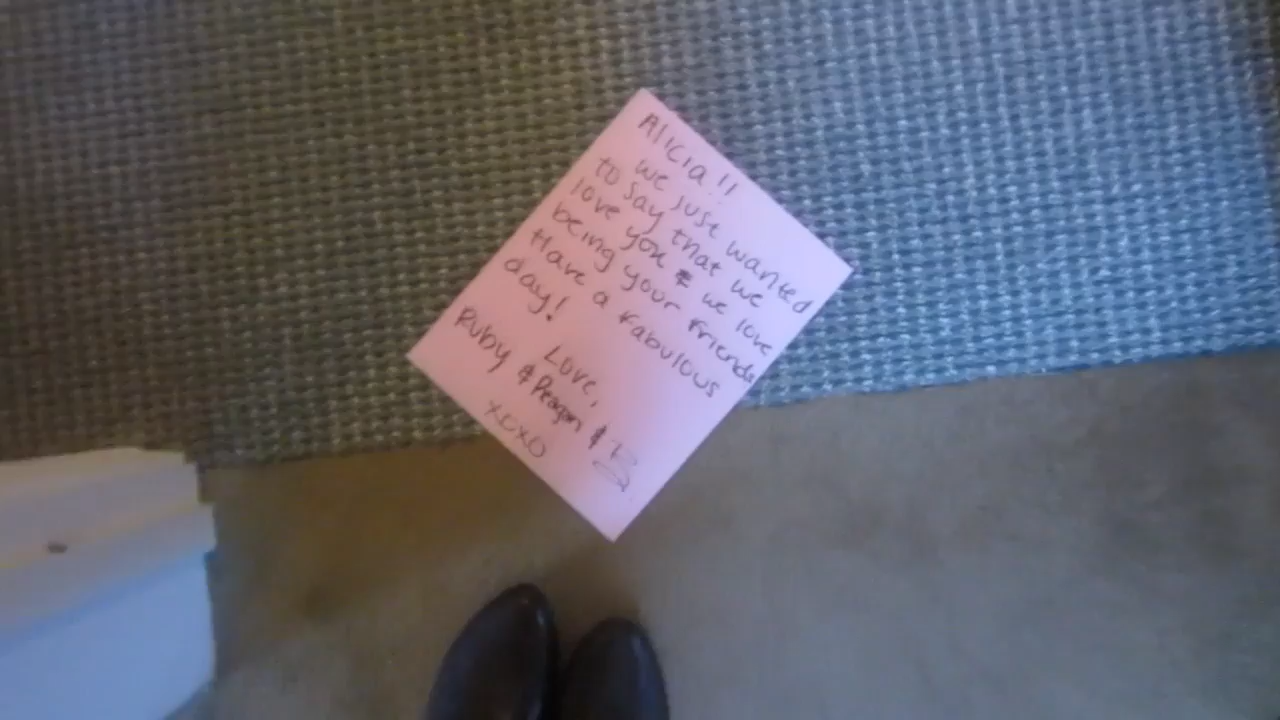 Alicia!!
we just wanted
to say that we
love you & we love
being your friends
Have a fabulous
day!
Love,
Ruby & Reagan &
xoxo